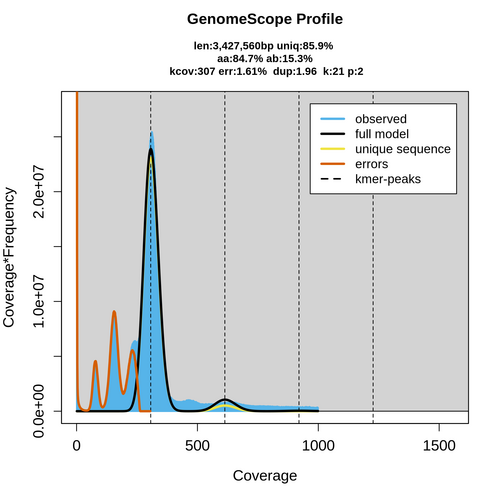 GenomeScope Profile
len:3,427,560bp uniq:85.9%
aa:84.7% ab:15.3%
kcov:307 err:1.61% dup:1.96 k:21 p:2
observed
full model
unique sequence
errors
kmer-peaks
Coverage*Frequency
0.0e+00
1.0e+07
2.0e+07
0
500
1000
1500
Coverage